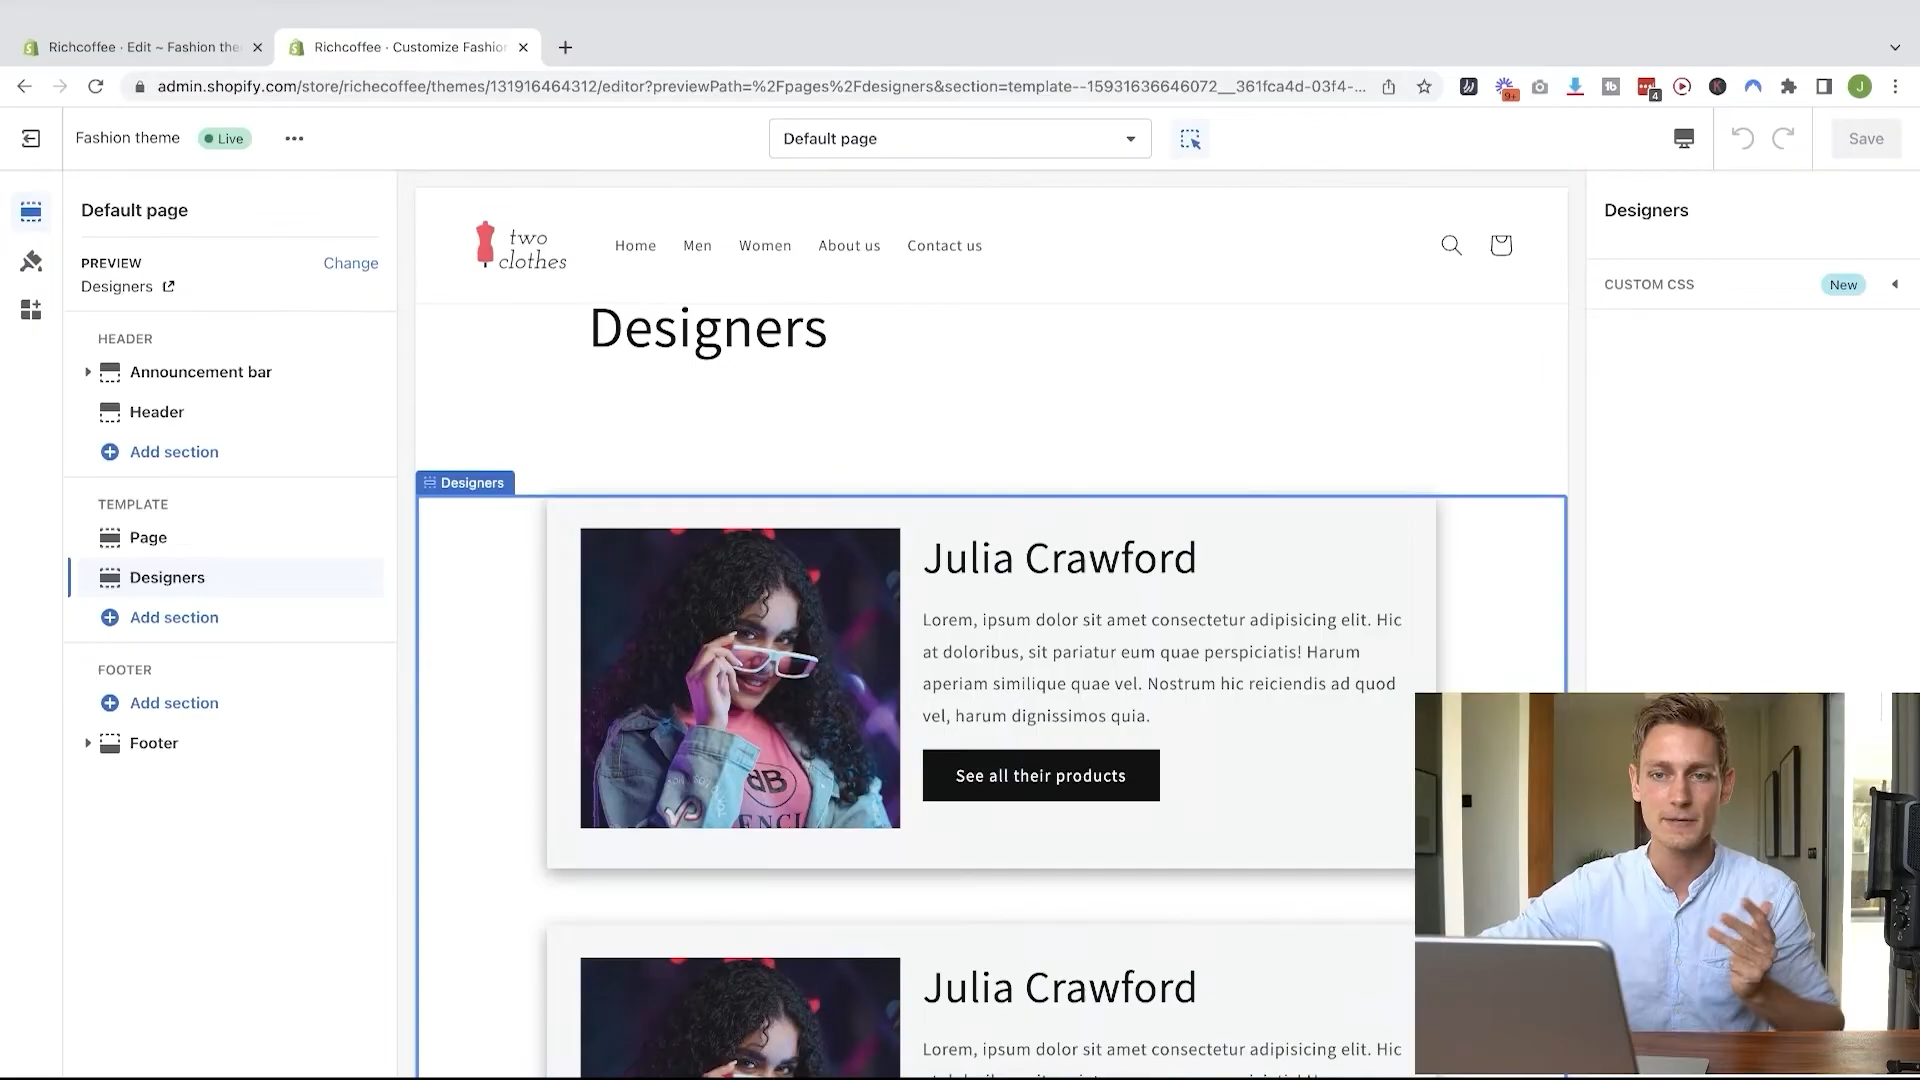 Richcoffee · Edit ~ Fashion the
Richcoffee · Customize Fashion
admin.shopify.com/store/richecoffee/themes/131916464312/editor?previewPath=%2Fpages%2Fdesigners&section=template--15931636646072__361fca4d-03f4-...
9+
4
J
Fashion theme
Live
Default page
Save
Default page
PREVIEW
Change
Designers
HEADER
Announcement bar
Header
Add section
TEMPLATE
Page
Designers
Add section
FOOTER
Add section
Footer
two
clothes
Home
Men
Women
About us
Contact us
Designers
Designers
Julia Crawford
Lorem, ipsum dolor sit amet consectetur adipisicing elit. Hic
at doloribus, sit pariatur eum quae perspiciatis! Harum
aperiam similique quae vel. Nostrum hic reiciendis ad quod
vel, harum dignissimos quia.
See all their products
Julia Crawford
Lorem, ipsum dolor sit amet consectetur adipisicing elit. Hic
Designers
CUSTOM CSS
New